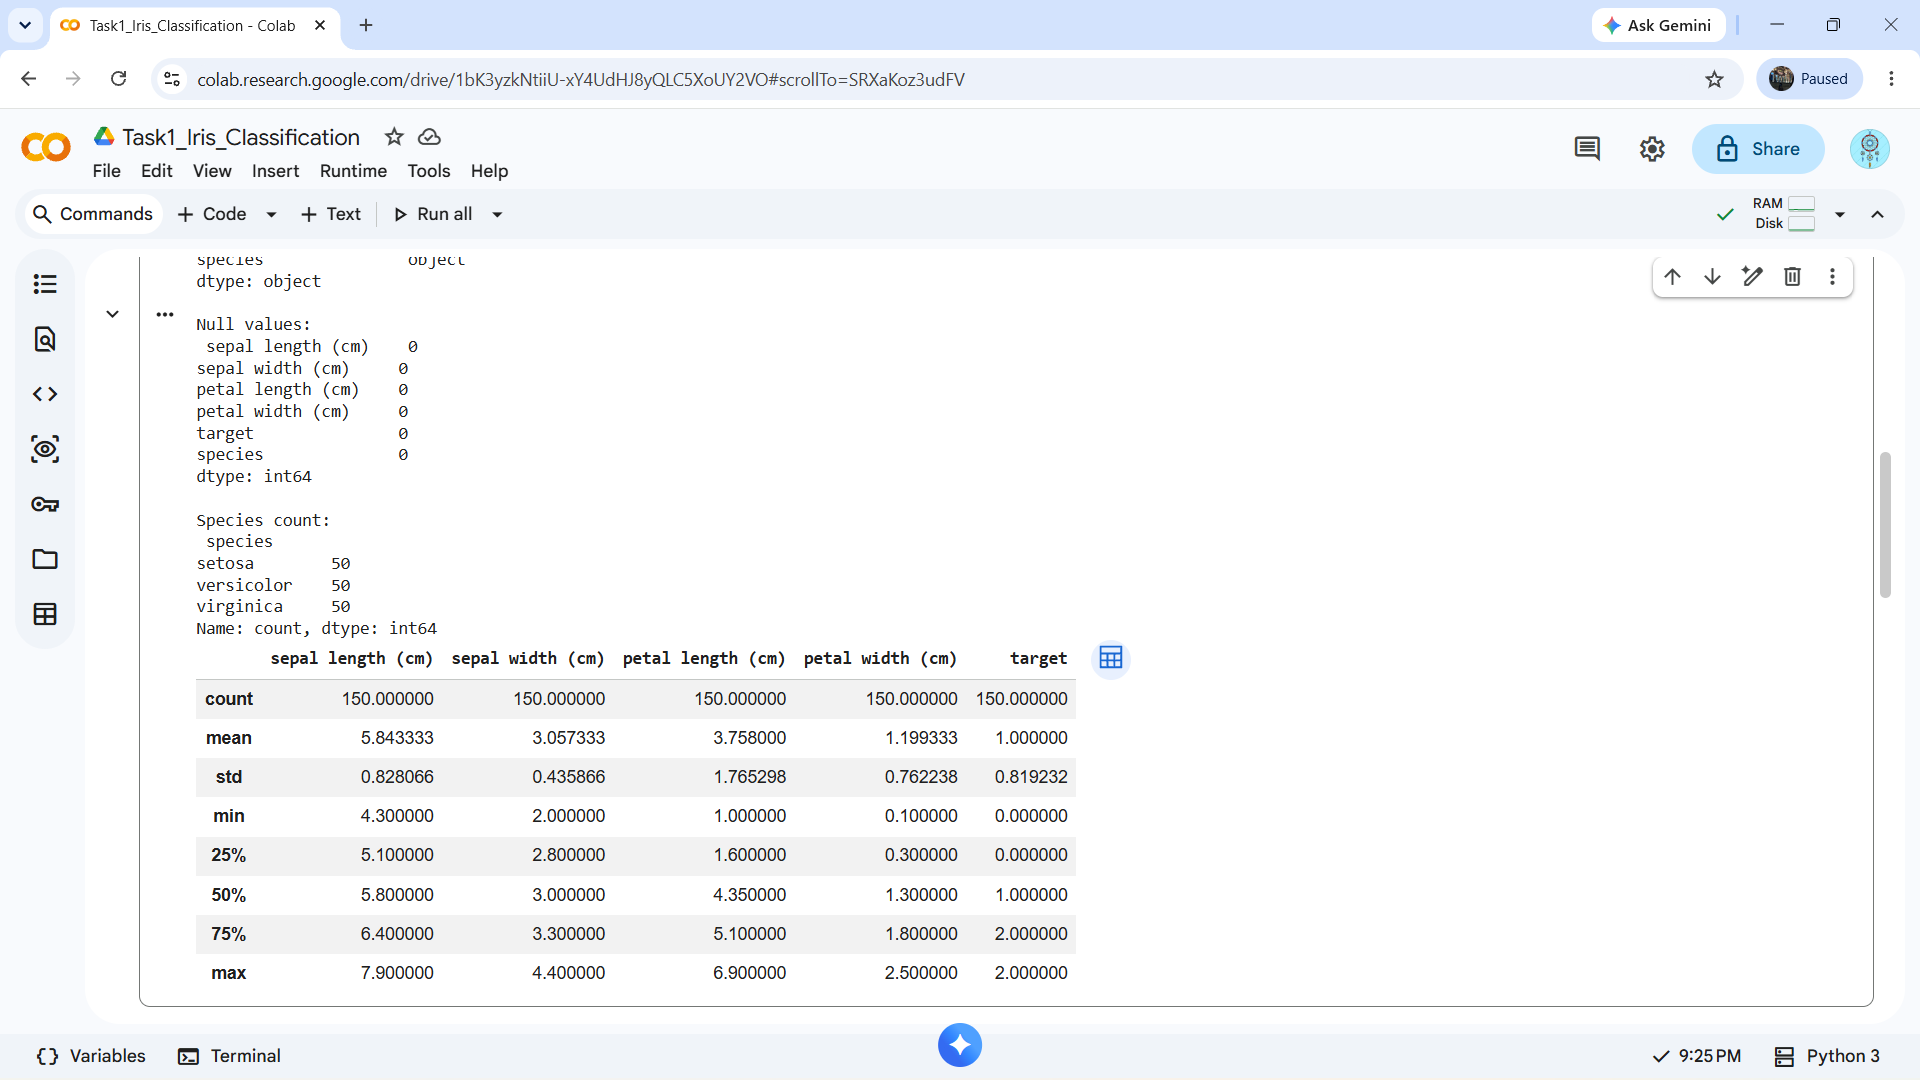 Task1_Iris_Classification - Colab
Ask Gemini
colab.research.google.com/drive/1bK3yzkNtiiU-xY4UdHJ8yQLC5XoUY2VO#scrollTo=SRXaKoz3udFV
Paused
Task1_Iris_Classification
File Edit View Insert Runtime Tools Help
Share
Commands + Code + Text Run all
RAM
Disk
species object
dtype: object
Null values:
sepal length (cm) 0
sepal width (cm) 0
petal length (cm) 0
petal width (cm) 0
target 0
species 0
dtype: int64
Species count:
species
setosa 50
versicolor 50
virginica 50
Name: count, dtype: int64
sepal length (cm) sepal width (cm) petal length (cm) petal width (cm) target
count 150.000000 150.000000 150.000000 150.000000 150.000000
mean 5.843333 3.057333 3.758000 1.199333 1.000000
std 0.828066 0.435866 1.765298 0.762238 0.819232
min 4.300000 2.000000 1.000000 0.100000 0.000000
25% 5.100000 2.800000 1.600000 0.300000 0.000000
50% 5.800000 3.000000 4.350000 1.300000 1.000000
75% 6.400000 3.300000 5.100000 1.800000 2.000000
max 7.900000 4.400000 6.900000 2.500000 2.000000
Variables Terminal
9:25 PM Python 3